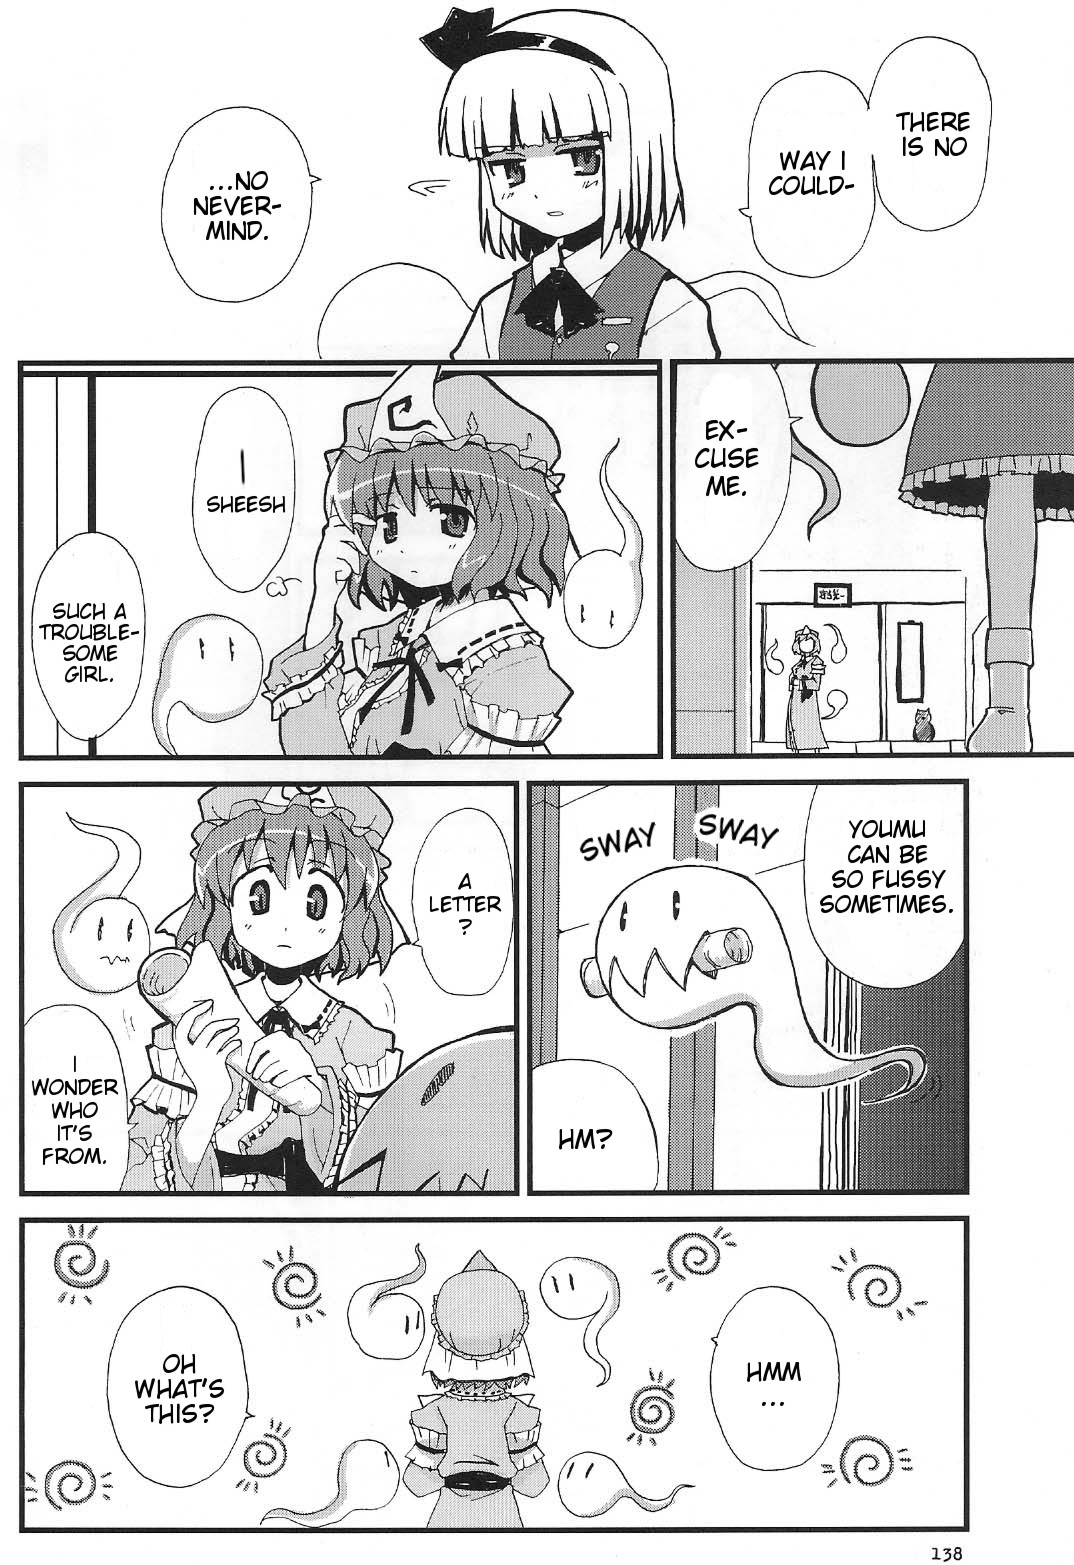 THERE
IS NO
WAY I
COULD-
...NO
NEVER-
MIND.
EX-
CUSE
ME.
I
SHEESH
SUCH A
TROUBLE-
SOME
GIRL.
YOUMU
CAN BE
SO FUSSY
SOMETIMES.
SWAY SWAY
HM?
A
LETTER
?
I
WONDER
WHO
IT'S
FROM.
HMM
...
OH
WHAT'S
THIS?
138